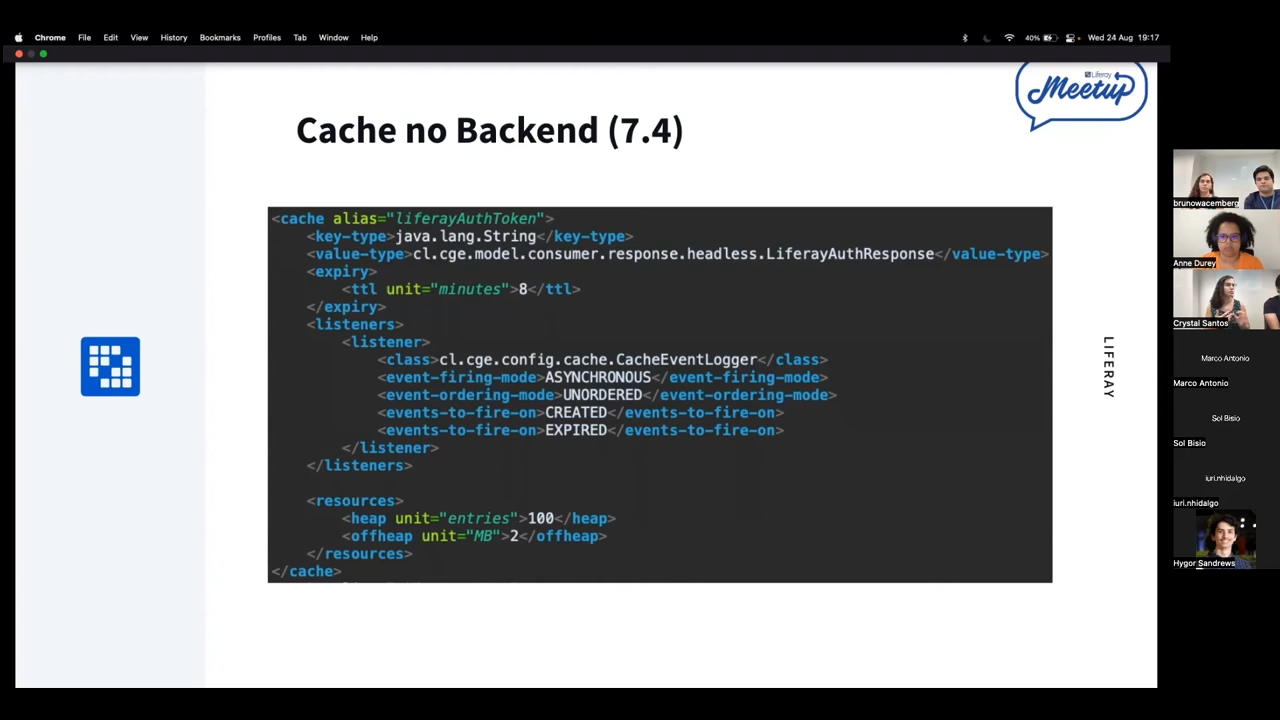 Chrome File Edit View History Bookmarks Profiles Tab Window Help 40% Wed 24 Aug 19:17
Liferay
Meetup
Cache no Backend (7.4)
<cache alias="liferayAuthToken">
<key-type>java.lang.String</key-type>
<value-type>cl.cge.model.consumer.response.headless.LiferayAuthResponse</value-type>
<expiry>
<ttl unit="minutes">8</ttl>
</expiry>
<listeners>
<listener>
<class>cl.cge.config.cache.CacheEventLogger</class>
<event-firing-mode>ASYNCHRONOUS</event-firing-mode>
<event-ordering-mode>UNORDERED</event-ordering-mode>
<events-to-fire-on>CREATED</events-to-fire-on>
<events-to-fire-on>EXPIRED</events-to-fire-on>
</listener>
</listeners>
<resources>
<heap unit="entries">100</heap>
<offheap unit="MB">2</offheap>
</resources>
</cache>
LIFERAY
brunowacemberg
Anne Durey
Crystal Santos
Marco Antonio
Marco Antonio
Sol Bisio
Sol Bisio
iuri.nhidalgo
iuri.nhidalgo
Hygor Sandrews